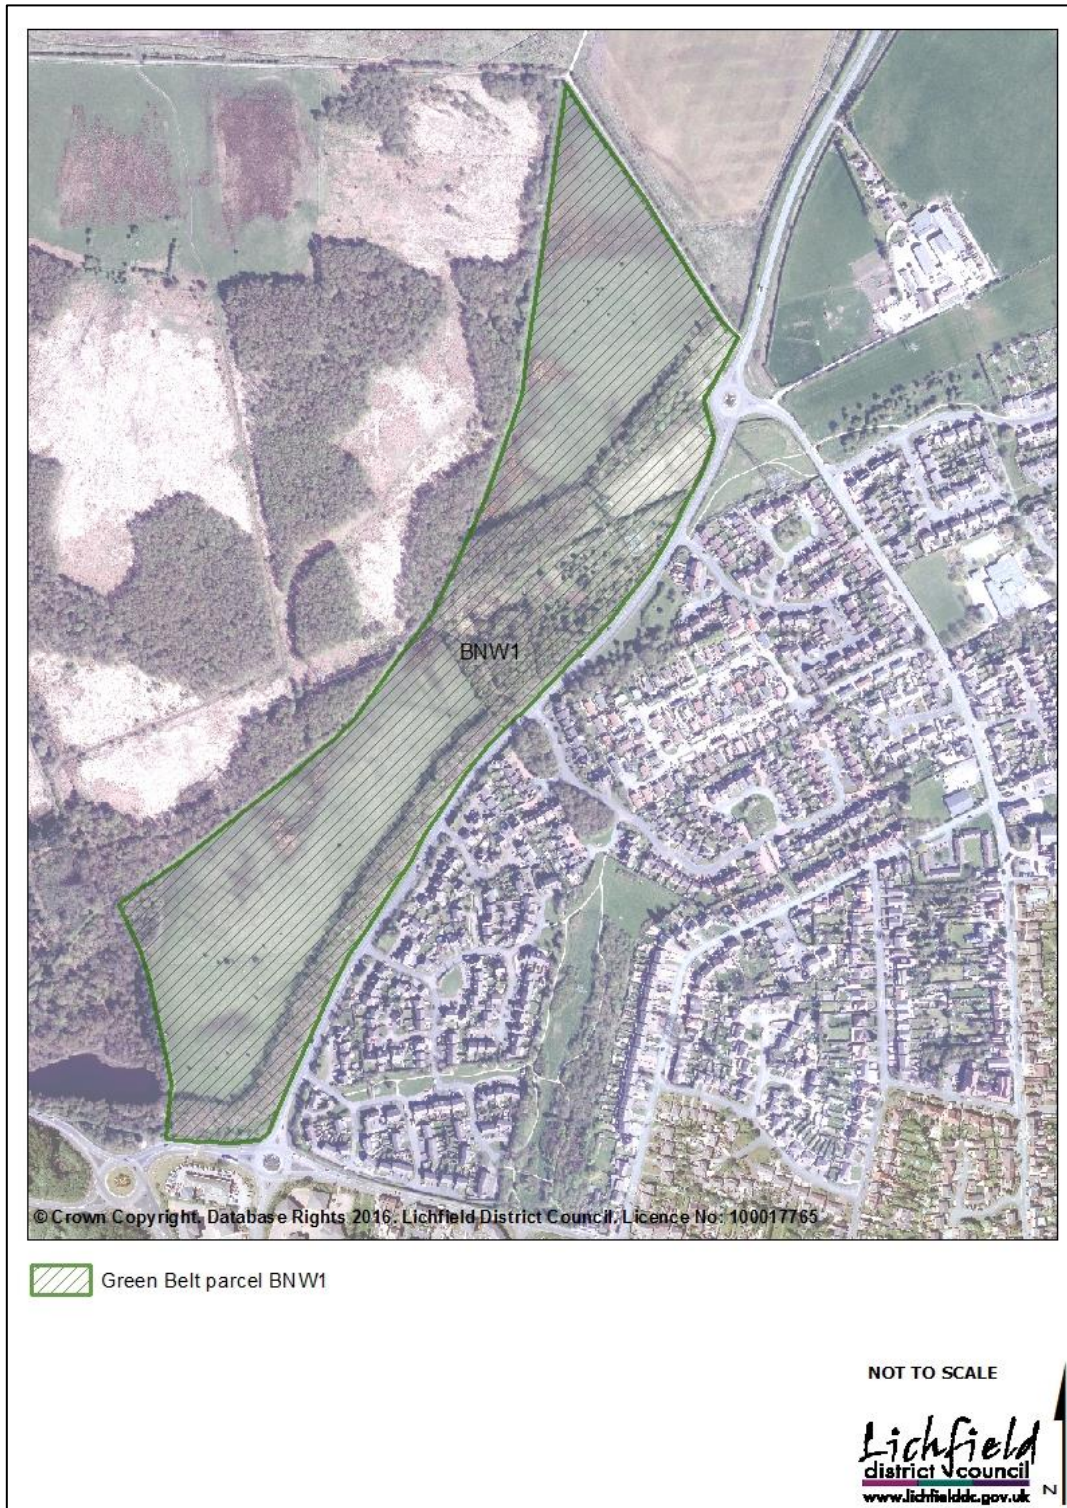 BNW1
© Crown Copyright. Database Rights 2016. Lichfield District Council. Licence No: 100017765
Green Belt parcel BNW1
NOT TO SCALE
Lichfield
district council
www.lichfielddc.gov.uk
N